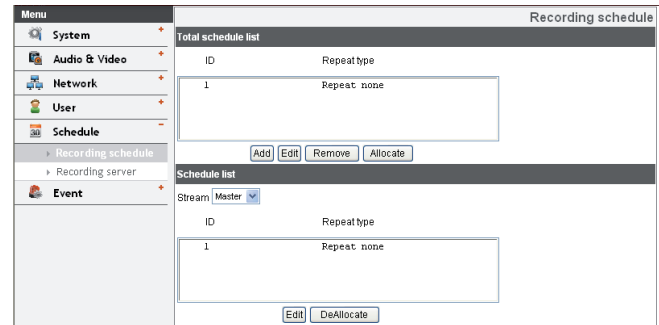 Menu
System
Audio & Video
Network
User
30 Schedule
Recording schedule
Recording server
Event
Recording schedule
Total schedule list
ID Repeat type
1 Repeat none
Add Edit Remove Allocate
Schedule list
Stream Master
ID Repeat type
1 Repeat none
Edit DeAllocate